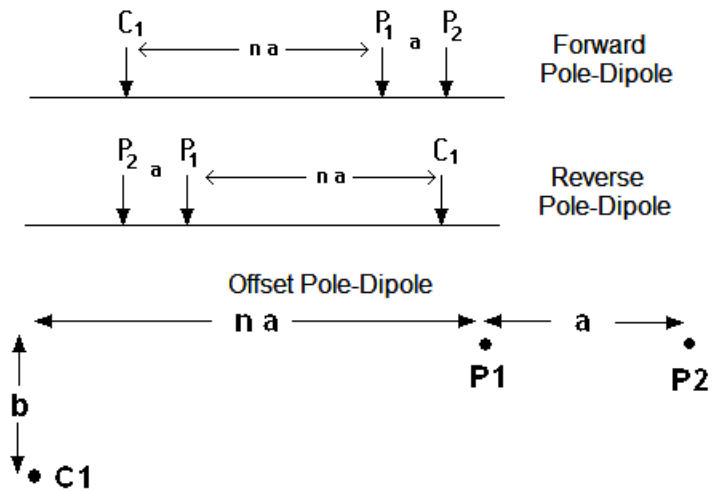 C1 n a P1 a P2
Forward
Pole-Dipole
P2 a P1 n a C1
Reverse
Pole-Dipole
Offset Pole-Dipole
n a a
P1 P2
b
C1